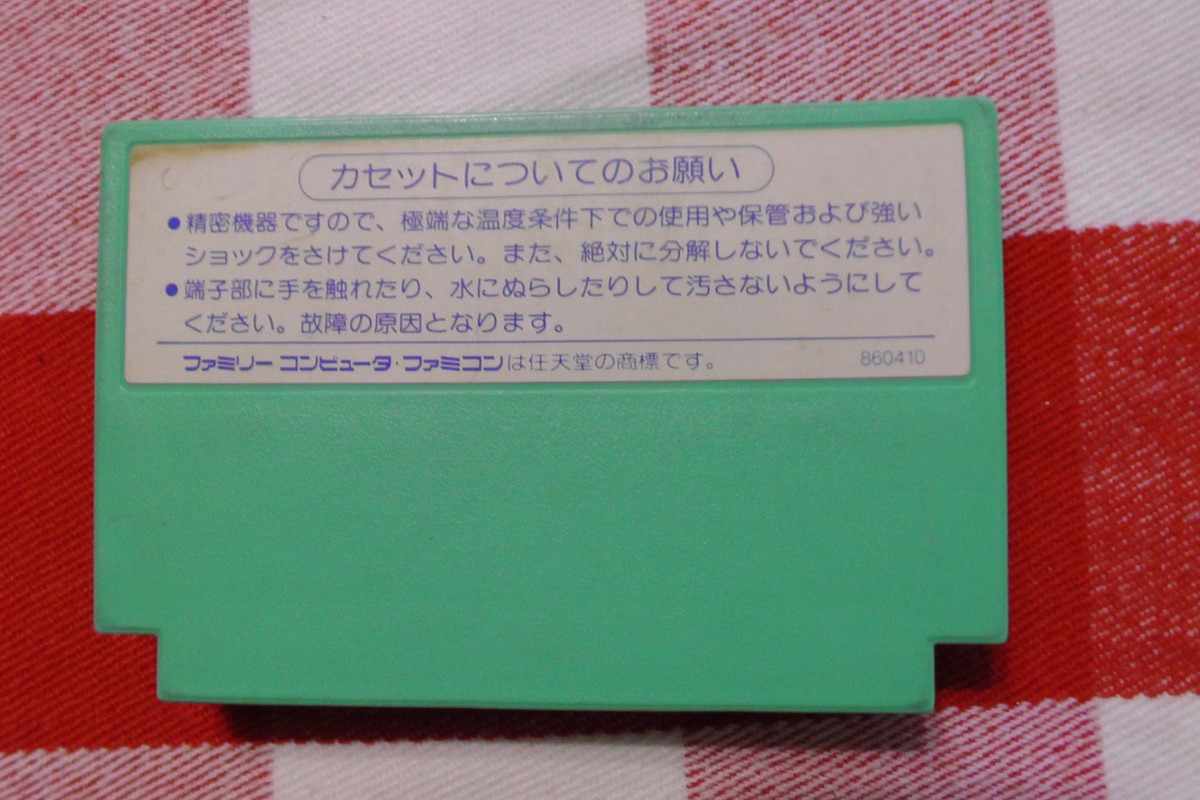 カセットについてのお願い
●精密機器ですので、極端な温度条件下での使用や保管および強い
ショックをさけてください。また、絶対に分解しないでください。
●端子部に手を触れたり、水にぬらしたりして汚さないようにして
ください。故障の原因となります。
ファミリー コンピュータ・ファミコンは任天堂の商標です。 860410